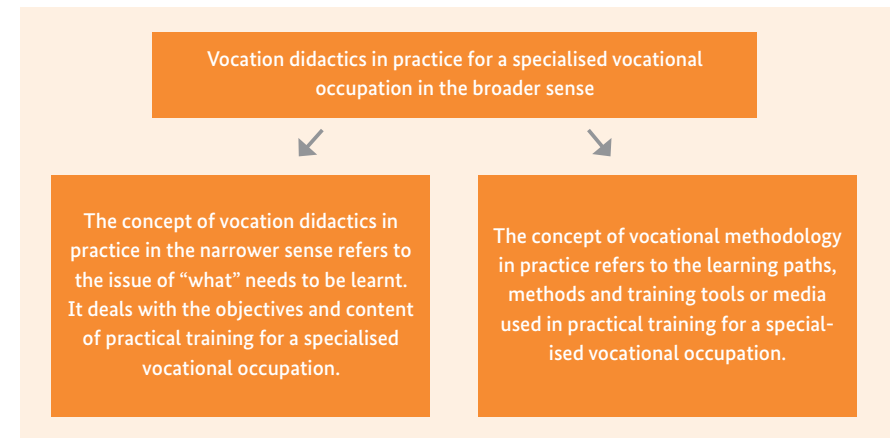 Vocation didactics in practice for a specialised vocational
occupation in the broader sense
The concept of vocation didactics in
practice in the narrower sense refers to
the issue of “what” needs to be learnt.
It deals with the objectives and content
of practical training for a specialised
vocational occupation.
The concept of vocational methodology
in practice refers to the learning paths,
methods and training tools or media
used in practical training for a special-
ised vocational occupation.